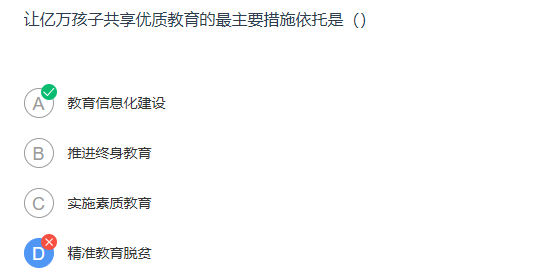 让亿万孩子共享优质教育的最主要措施依托是（）
A 教育信息化建设
B 推进终身教育
C 实施素质教育
D 精准教育脱贫